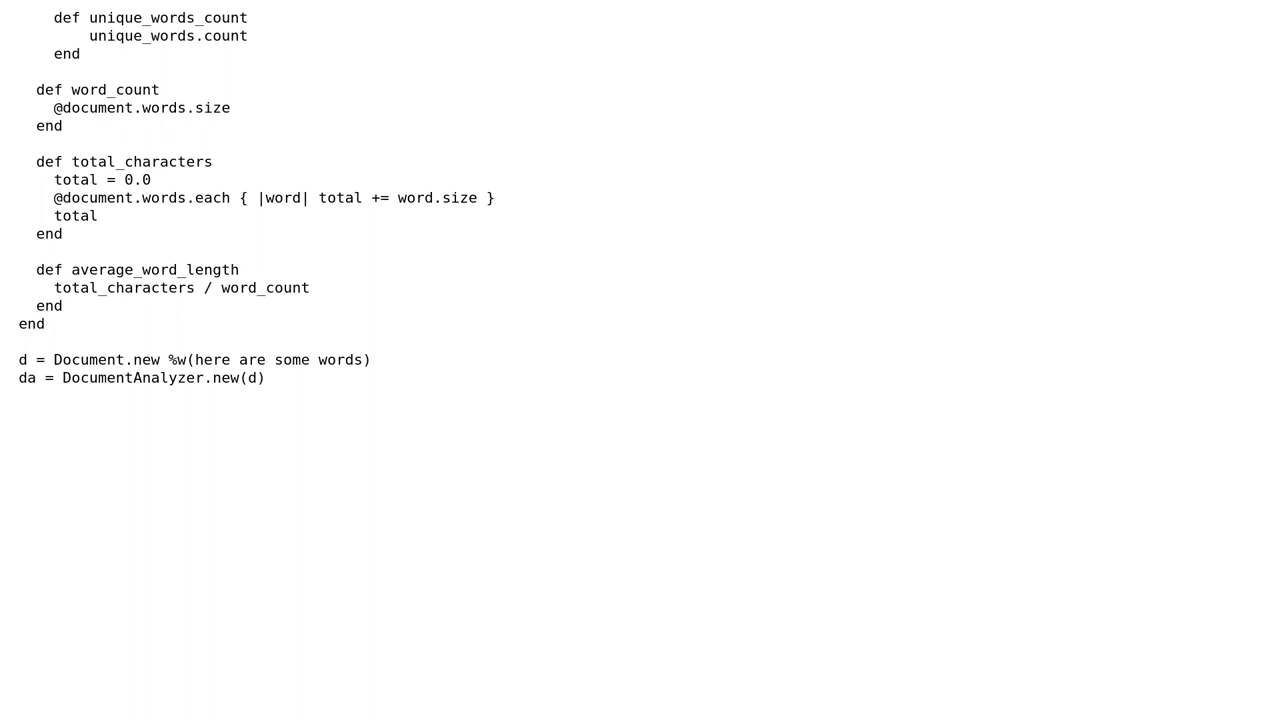 def unique_words_count
        unique_words.count
    end

  def word_count
    @document.words.size
  end

  def total_characters
    total = 0.0
    @document.words.each { |word| total += word.size }
    total
  end

  def average_word_length
    total_characters / word_count
  end
end

d = Document.new %w(here are some words)
da = DocumentAnalyzer.new(d)